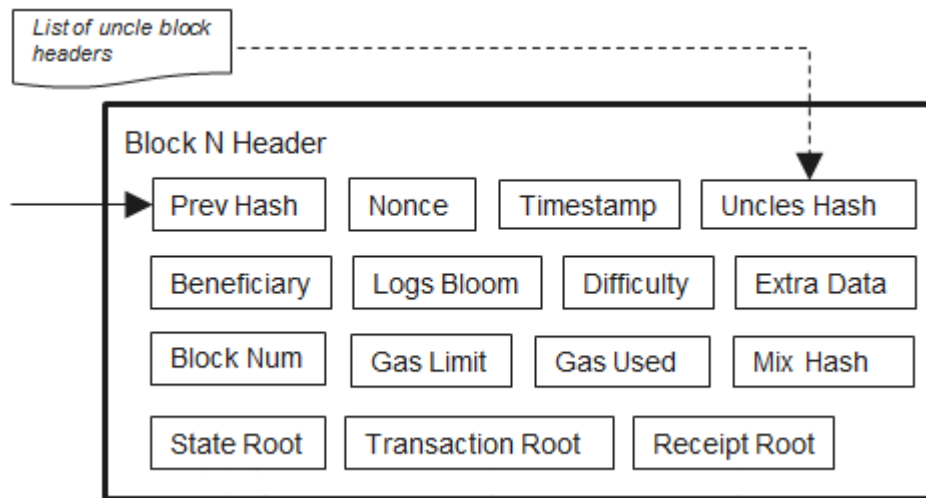 List of uncle block
headers
Block N Header
Prev Hash
Nonce
Timestamp
Uncles Hash
Beneficiary
Logs Bloom
Difficulty
Extra Data
Block Num
Gas Limit
Gas Used
Mix Hash
State Root
Transaction Root
Receipt Root